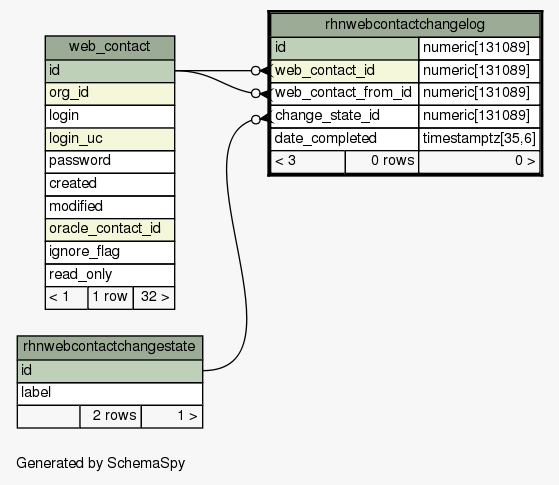 rhnwebcontactchangelog
id numeric[131089]
web_contact_id numeric[131089]
web_contact_from_id numeric[131089]
change_state_id numeric[131089]
date_completed timestamptz[35,6]
< 3 0 rows 0 >
web_contact
id
org_id
login
login_uc
password
created
modified
oracle_contact_id
ignore_flag
read_only
< 1 1 row 32 >
rhnwebcontactchangestate
id
label
2 rows 1 >
Generated by SchemaSpy